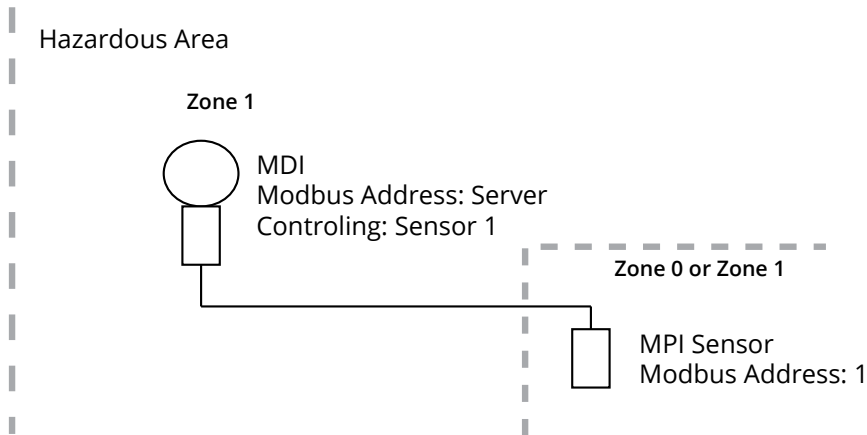 Hazardous Area
Zone 1
MDI
Modbus Address: Server
Controling: Sensor 1
Zone 0 or Zone 1
MPI Sensor
Modbus Address: 1